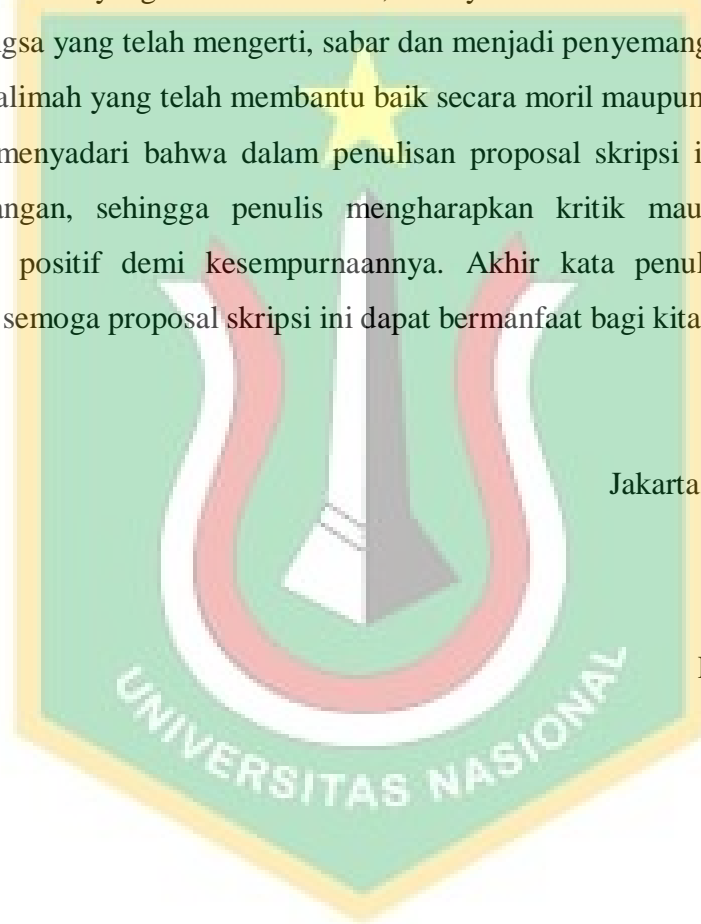 yang
gsa yang telah mengerti, sabar dan menjadi penyemang
alimah yang telah membantu baik secara moril maupun
menyadari bahwa dalam penulisan proposal skripsi i
angan, sehingga penulis mengharapkan kritik mau
positif demi kesempurnaannya. Akhir kata penul
semoga proposal skripsi ini dapat bermanfaat bagi kita
Jakarta
UNIVERSITAS NASIONAL